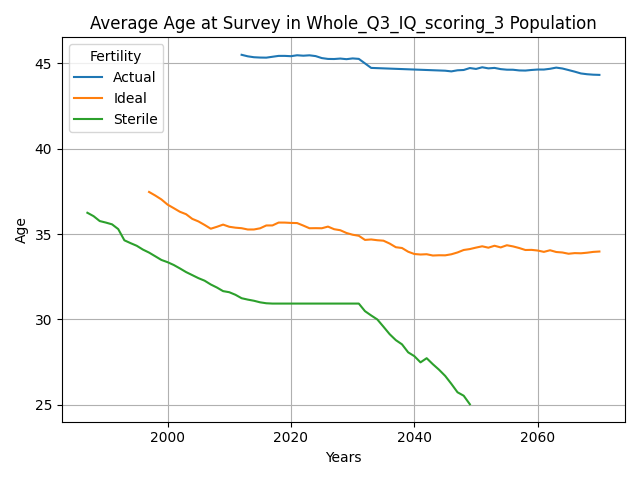 Average Age at Survey in Whole_Q3_IQ_scoring_3 Population
Fertility
Actual
Ideal
Sterile
Age
45
40
35
30
25
2000
2020
2040
2060
Years